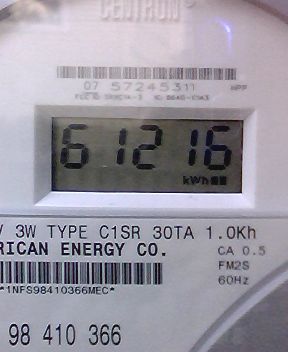 CENTRON
07 57245311
61216
kWh
V 3W TYPE C1SR 30TA 1.0Kh
RICAN ENERGY CO. CA 0.5
FM2S
*1NFS98410366MEC* 60Hz
98 410 366